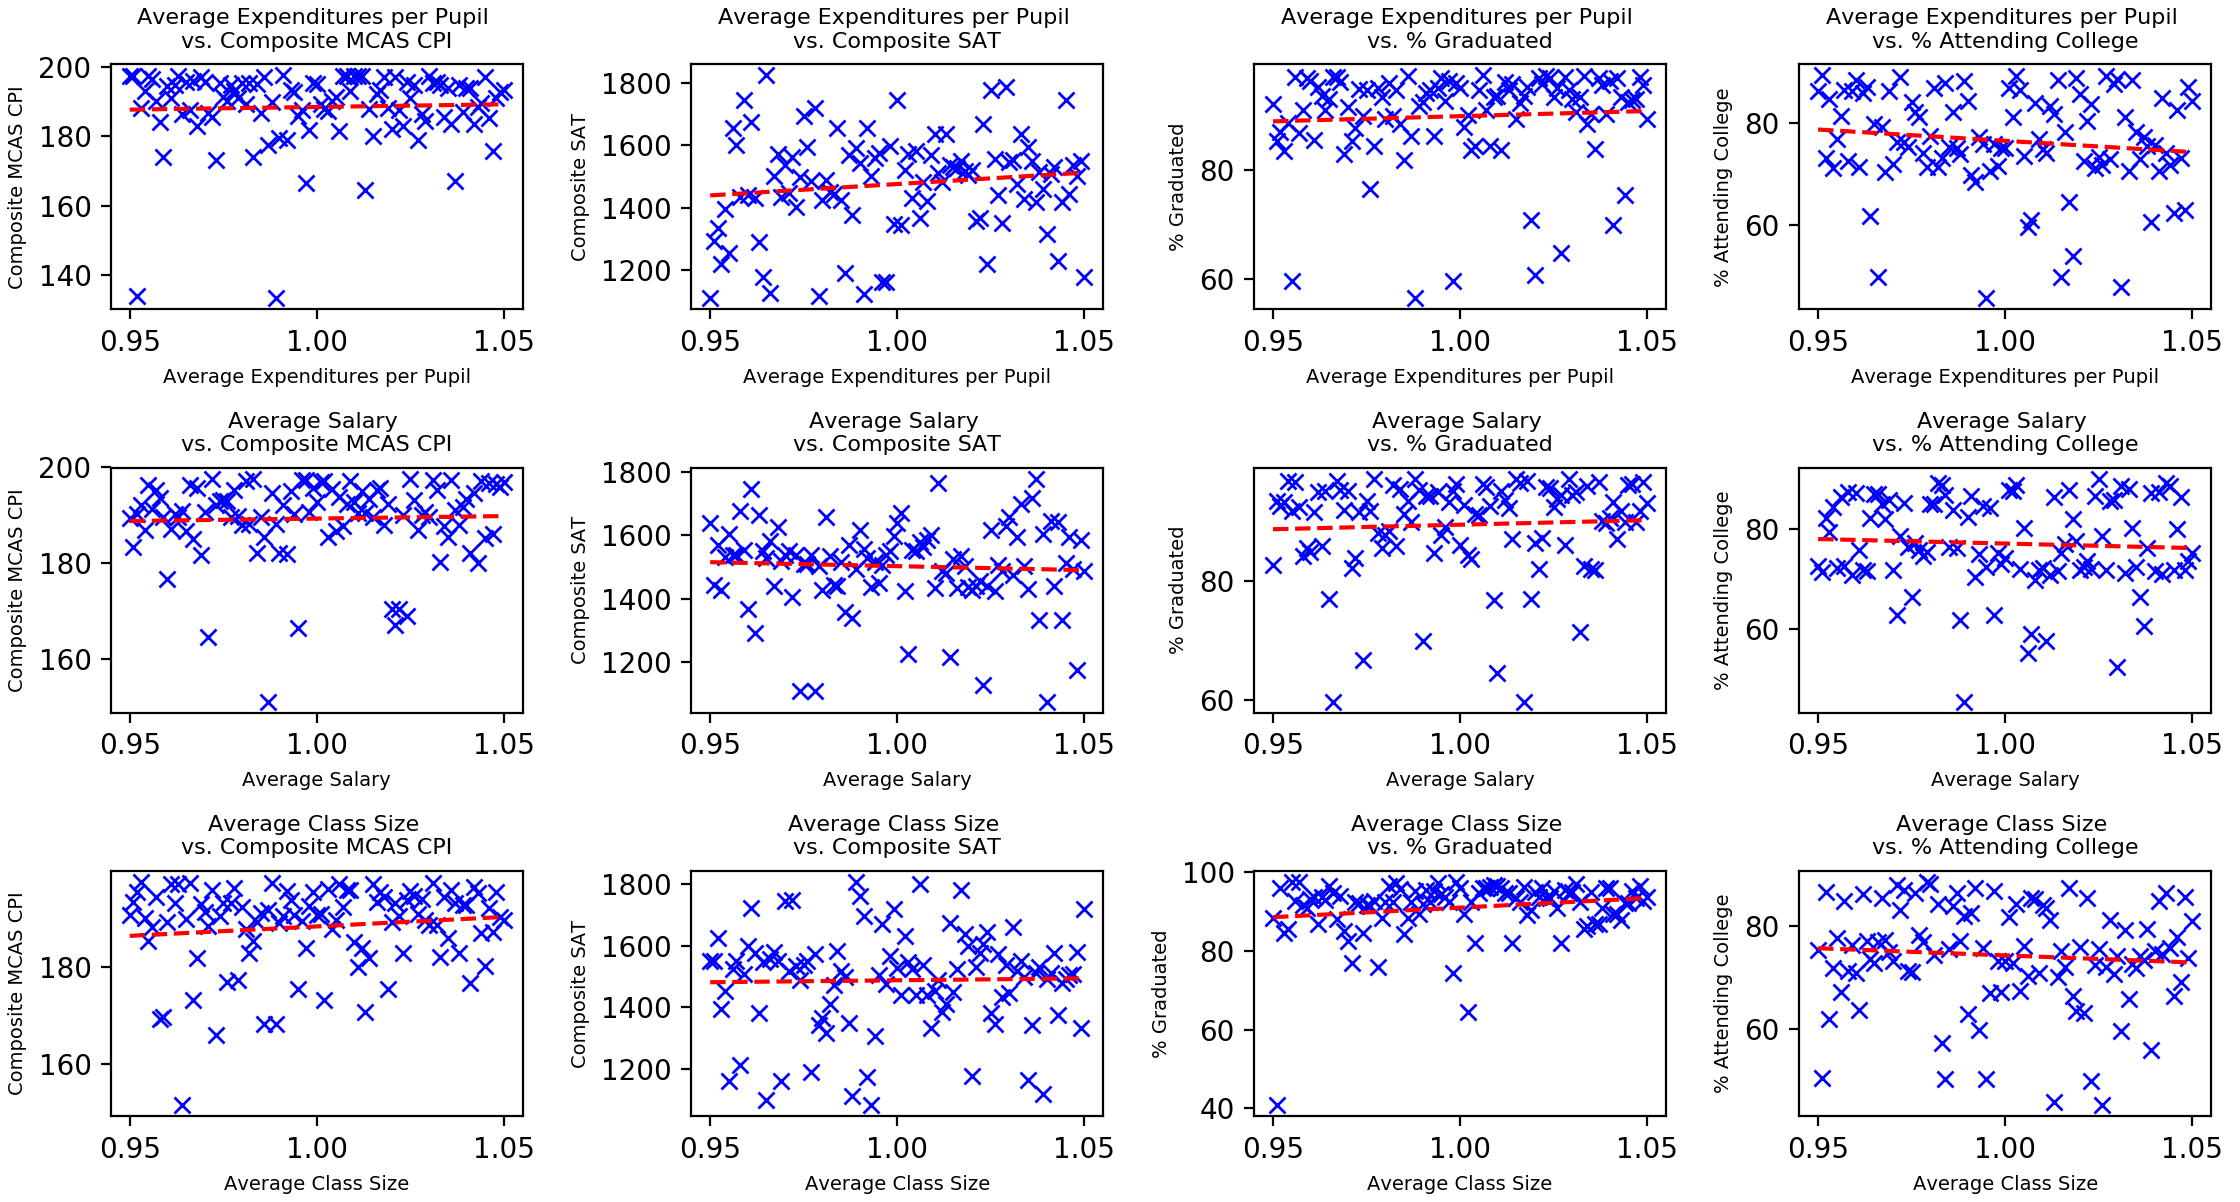 Average Expenditures per Pupil
vs. Composite MCAS CPI
Composite MCAS CPI
200
180
160
140
0.95
1.00
1.05
Average Expenditures per Pupil
Average Expenditures per Pupil
vs. Composite SAT
Composite SAT
1800
1600
1400
1200
0.95
1.00
1.05
Average Expenditures per Pupil
Average Expenditures per Pupil
vs. % Graduated
% Graduated
80
60
0.95
1.00
1.05
Average Expenditures per Pupil
Average Expenditures per Pupil
vs. % Attending College
% Attending College
80
60
0.95
1.00
1.05
Average Expenditures per Pupil
Average Salary
vs. Composite MCAS CPI
Composite MCAS CPI
200
180
160
0.95
1.00
1.05
Average Salary
Average Salary
vs. Composite SAT
Composite SAT
1800
1600
1400
1200
0.95
1.00
1.05
Average Salary
Average Salary
vs. % Graduated
% Graduated
80
60
0.95
1.00
1.05
Average Salary
Average Salary
vs. % Attending College
% Attending College
80
60
0.95
1.00
1.05
Average Salary
Average Class Size
vs. Composite MCAS CPI
Composite MCAS CPI
180
160
0.95
1.00
1.05
Average Class Size
Average Class Size
vs. Composite SAT
Composite SAT
1800
1600
1400
1200
0.95
1.00
1.05
Average Class Size
Average Class Size
vs. % Graduated
% Graduated
100
80
60
40
0.95
1.00
1.05
Average Class Size
Average Class Size
vs. % Attending College
% Attending College
80
60
0.95
1.00
1.05
Average Class Size